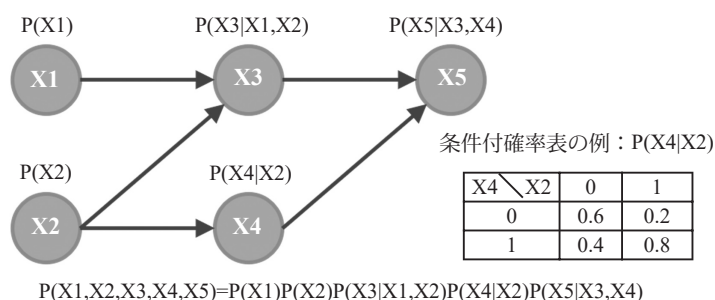 P(X1)
P(X3|X1,X2)
P(X5|X3,X4)
X1
X3
X5
条件付確率表の例：P(X4|X2)
P(X2)
P(X4|X2)
X2
X4
X4 X2 0 1
0 0.6 0.2
1 0.4 0.8
P(X1,X2,X3,X4,X5)=P(X1)P(X2)P(X3|X1,X2)P(X4|X2)P(X5|X3,X4)